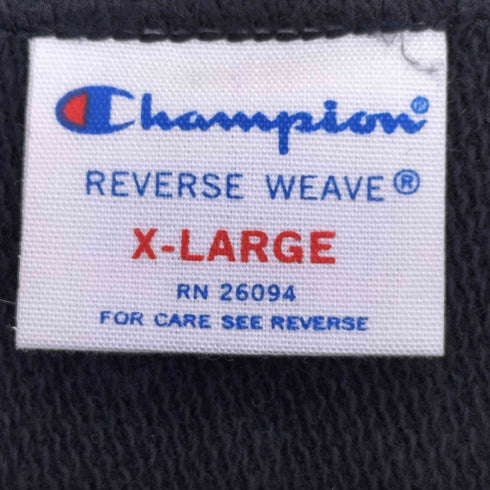 Champion®
REVERSE WEAVE®
X-LARGE
RN 26094
FOR CARE SEE REVERSE